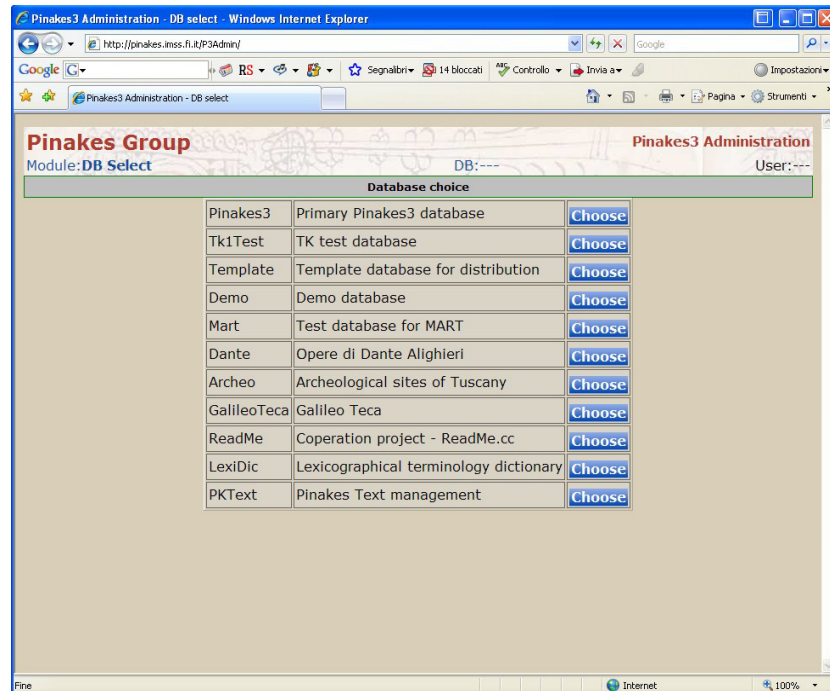 Pinakes3 Administration - DB select - Windows Internet Explorer
http://pinakes.imss.fi.it/P3Admin/
Google
Google G
RS
Segnalibri
14 bloccati
ABC Controllo
Invia a
Impostazioni
Pinakes3 Administration - DB select
Pagina
Strumenti
Pinakes Group
Pinakes3 Administration
Module:DB Select DB:--- User:---
Database choice
Pinakes3 Primary Pinakes3 database Choose
Tk1Test TK test database Choose
Template Template database for distribution Choose
Demo Demo database Choose
Mart Test database for MART Choose
Dante Opere di Dante Alighieri Choose
Archeo Archeological sites of Tuscany Choose
GalileoTeca Galileo Teca Choose
ReadMe Coperation project - ReadMe.cc Choose
LexiDic Lexicographical terminology dictionary Choose
PKText Pinakes Text management Choose
Fine Internet 100%